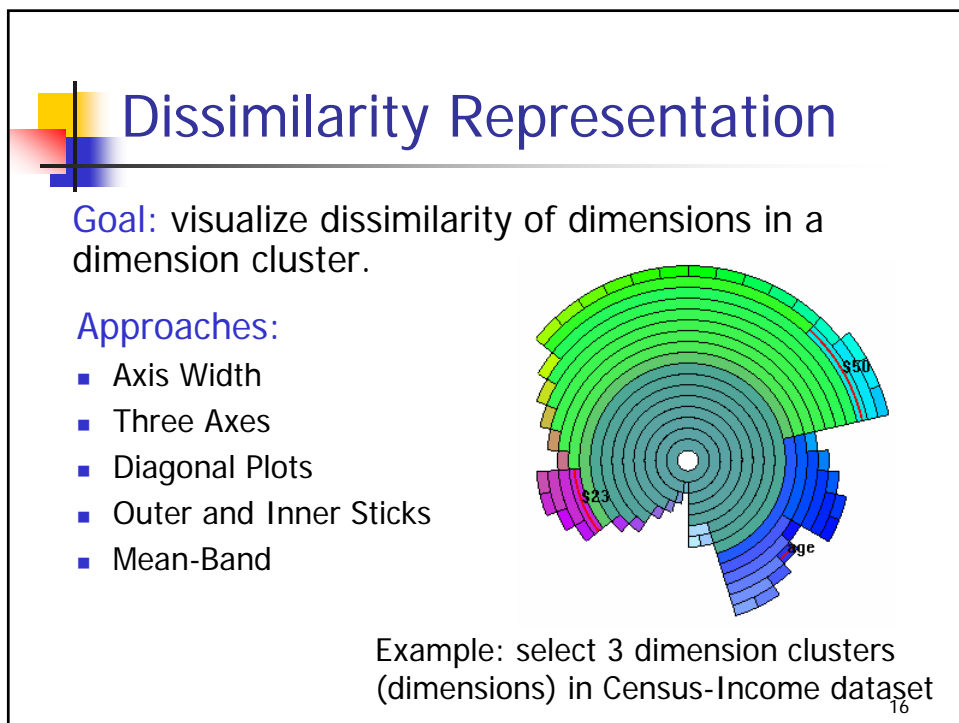 Dissimilarity Representation
Goal: visualize dissimilarity of dimensions in a
dimension cluster.
Approaches:
Axis Width
Three Axes
Diagonal Plots
Outer and Inner Sticks
Mean-Band
$50
$23
age
Example: select 3 dimension clusters
(dimensions) in Census-Income dataset
16